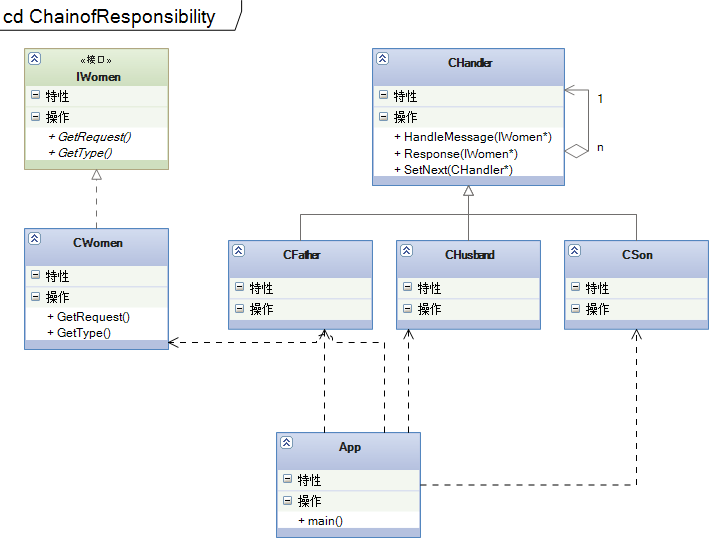 cd ChainofResponsibility
«接口»
IWomen
特性
操作
+ GetRequest()
+ GetType()
CHandler
特性
操作
+ HandleMessage(IWomen*)
+ Response(IWomen*)
+ SetNext(CHandler*)
1
n
CWomen
特性
操作
+ GetRequest()
+ GetType()
CFather
特性
操作
CHusband
特性
操作
CSon
特性
操作
App
特性
操作
+ main()